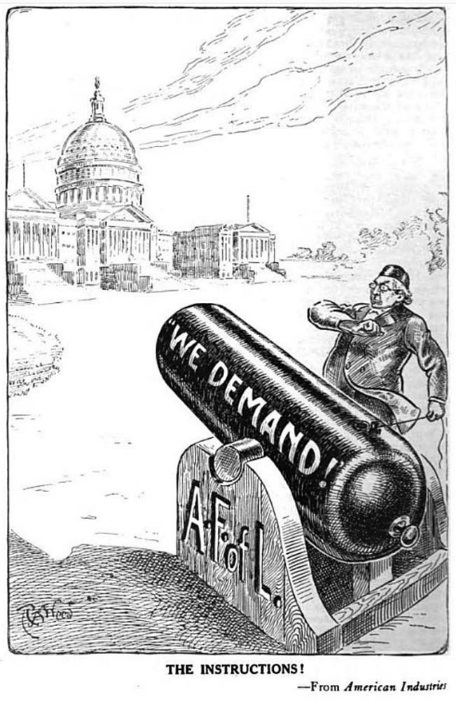 "WE DEMAND!
A.F.of L.
THE INSTRUCTIONS!
—From American Industries